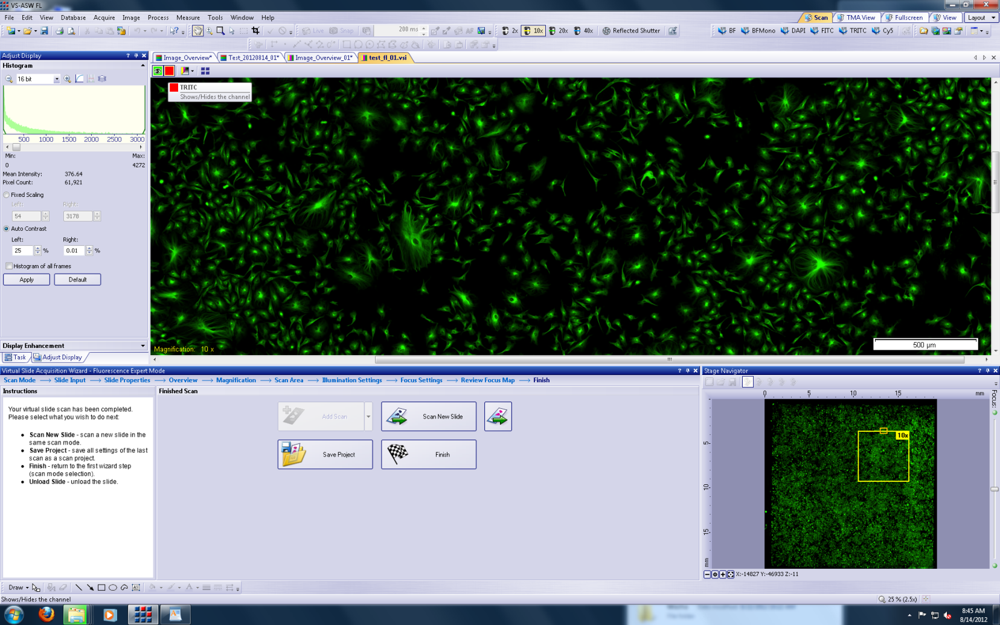 VS-ASW FL
File Edit View Database Acquire Image Process Measure Tools Window Help
Scan TMA View Fullscreen View Layout
Live Snap 200 ms AF 2x 10x 20x 40x Reflected Shutter BF BFMono DAPI FITC TRITC Cy5
Adjust Display
Image_Overview* Test_20120814_01* Image_Overview_01* test_fl_01.vsi
Histogram
16 bit
TRITC
Shows/Hides the channel
500 1000 1500 2000 2500 3000
Min: Max:
0 4272
Mean Intensity: 376.64
Pixel Count: 61,921
Fixed Scaling
Left: Right:
54 3178
Auto Contrast
Left: Right:
25 % 0.01 %
Histogram of all frames
Apply Default
Display Enhancement
Task Adjust Display
Magnification: 10 x
500 µm
Virtual Slide Acquisition Wizard - Fluorescence Expert Mode
Scan Mode Slide Input Slide Properties Overview Magnification Scan Area Illumination Settings Focus Settings Review Focus Map Finish
Instructions
Your virtual slide scan has been completed.
Please select what you wish to do next:
• Scan New Slide - scan a new slide in the
same scan mode.
• Save Project - save all settings of the last
scan as a scan project.
• Finish - return to the first wizard step
(scan mode selection).
• Unload Slide - unload the slide.
Finished Scan
Add Scan Scan New Slide
Save Project Finish
Stage Navigator
0 5 10 15 mm
Focus:
10x
5
10
15
mm
X:-14827 Y:-46933 Z:-11
Draw
Shows/Hides the channel
25 % (2.5x)
8:45 AM
8/14/2012